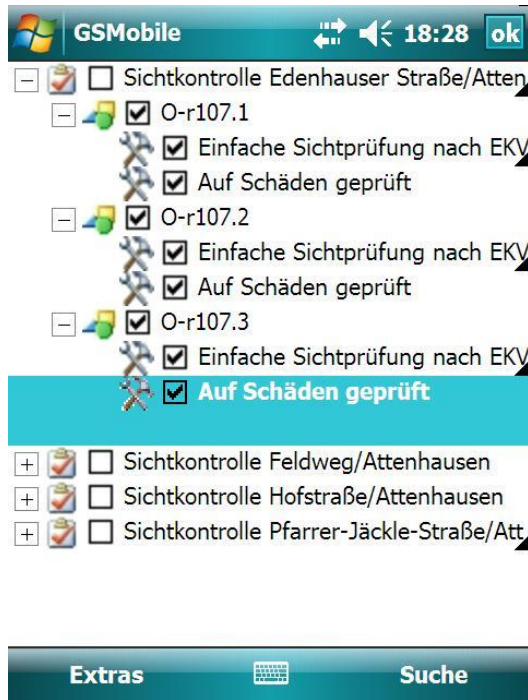 GSMobile 18:28 ok
Sichtkontrolle Edenhauser Straße/Atten
O-r107.1
Einfache Sichtprüfung nach EKV
Auf Schäden geprüft
O-r107.2
Einfache Sichtprüfung nach EKV
Auf Schäden geprüft
O-r107.3
Einfache Sichtprüfung nach EKV
Auf Schäden geprüft
Sichtkontrolle Feldweg/Attenhausen
Sichtkontrolle Hofstraße/Attenhausen
Sichtkontrolle Pfarrer-Jäckle-Straße/Att
Extras Suche